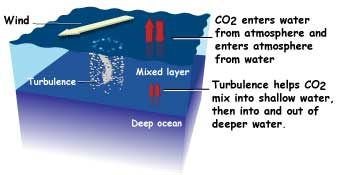 Wind
CO2 enters water
from atmosphere and
enters atmosphere
from water
Mixed layer
Turbulence
Turbulence helps CO2
mix into shallow water,
then into and out of
deeper water.
Deep ocean